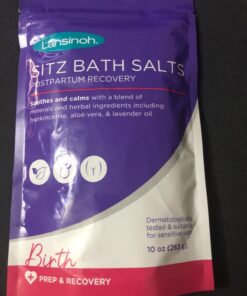 Lansinoh.
SITZ BATH SALTS
POSTPARTUM RECOVERY
Soothes and calms with a blend of
minerals and herbal ingredients including
frankincense, aloe vera, & lavender oil
Dermatologically
tested & suitable
for sensitive
10 oz (283 g)
Birth
PREP & RECOVERY